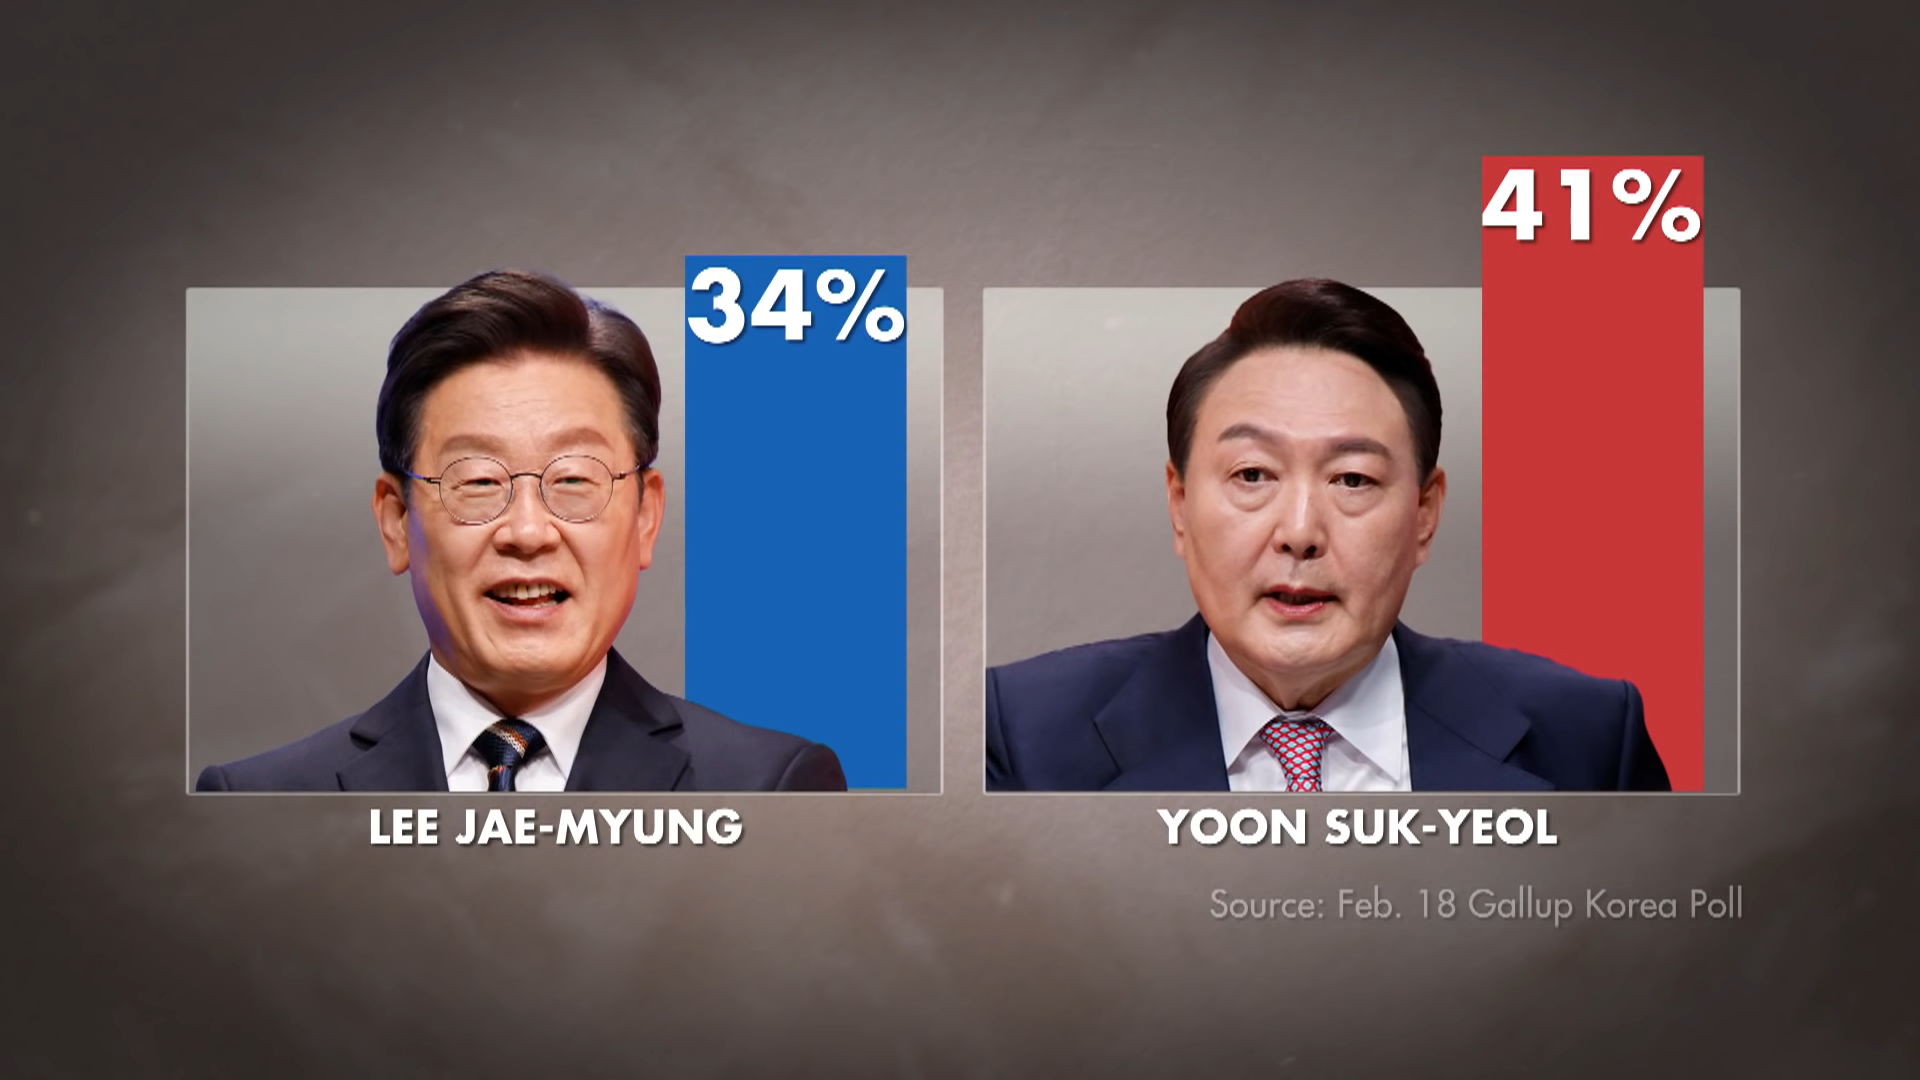 34%
41%
LEE JAE-MYUNG
YOON SUK-YEOL
Source: Feb. 18 Gallup Korea Poll